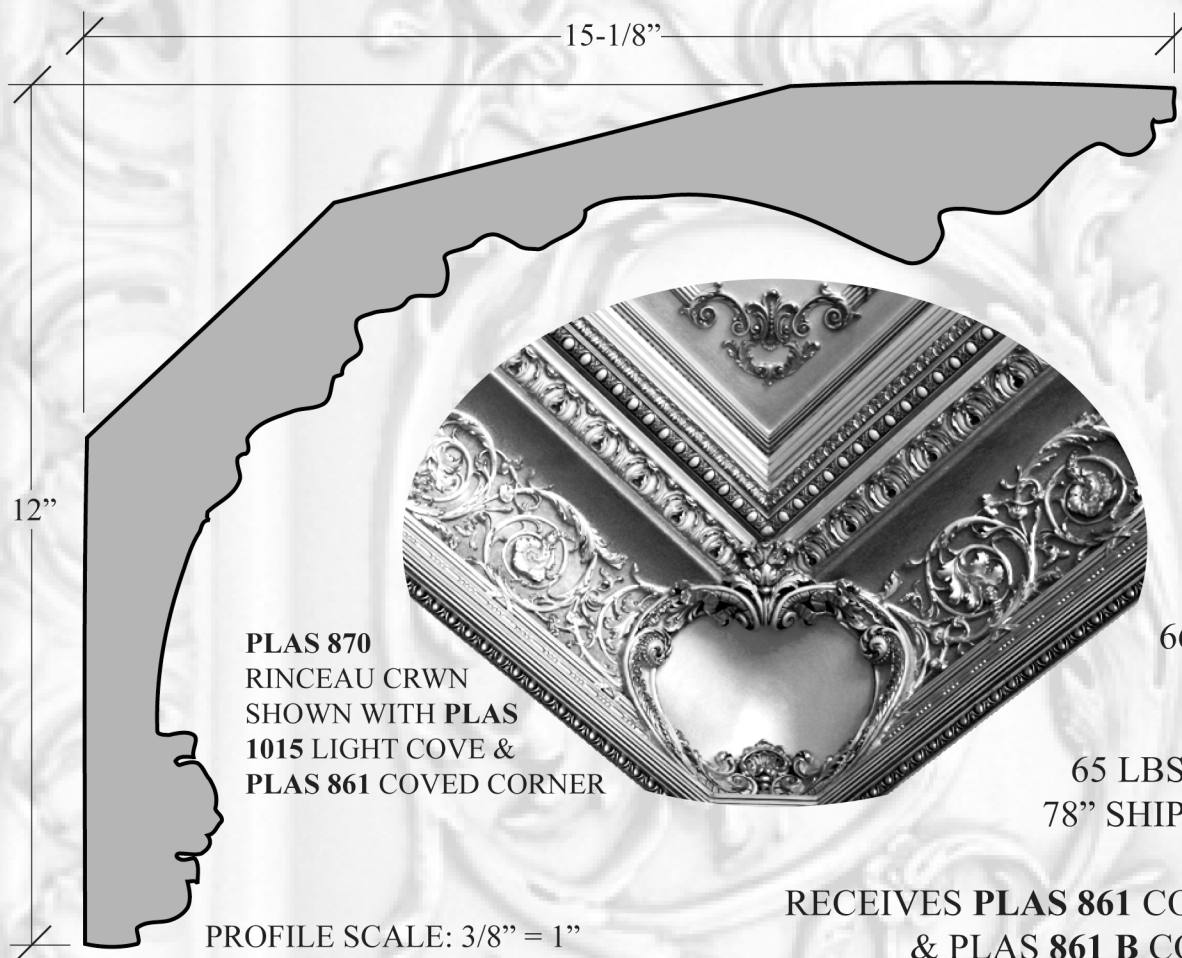 15-1/8”
12”
PLAS 870
RINCEAU CRWN
SHOWN WITH PLAS
1015 LIGHT COVE &
PLAS 861 COVED CORNER
65 LBS
78” SHIP
RECEIVES PLAS 861
& PLAS 861 B
PROFILE SCALE: 3/8” = 1”